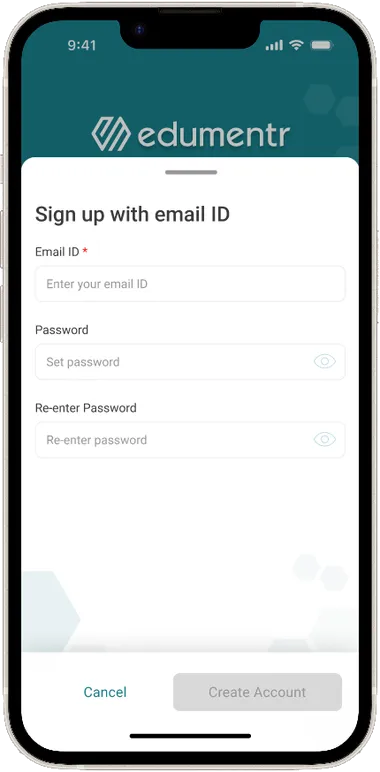 9:41
edumentr
Sign up with email ID
Email ID *
Enter your email ID
Password
Set password
Re-enter Password
Re-enter password
Cancel
Create Account